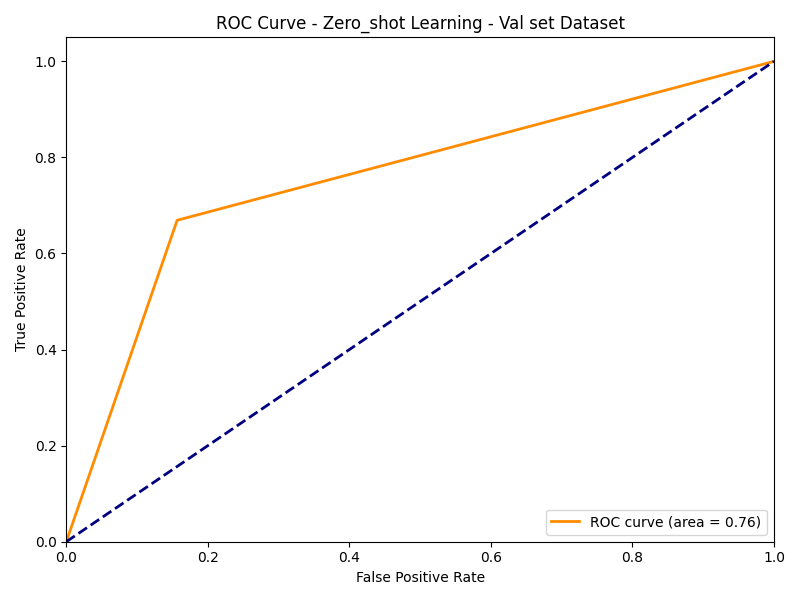 ROC Curve - Zero_shot Learning - Val set Dataset
True Positive Rate
1.0
0.8
0.6
0.4
0.2
0.0
ROC curve (area = 0.76)
0.0 0.2 0.4 0.6 0.8 1.0
False Positive Rate